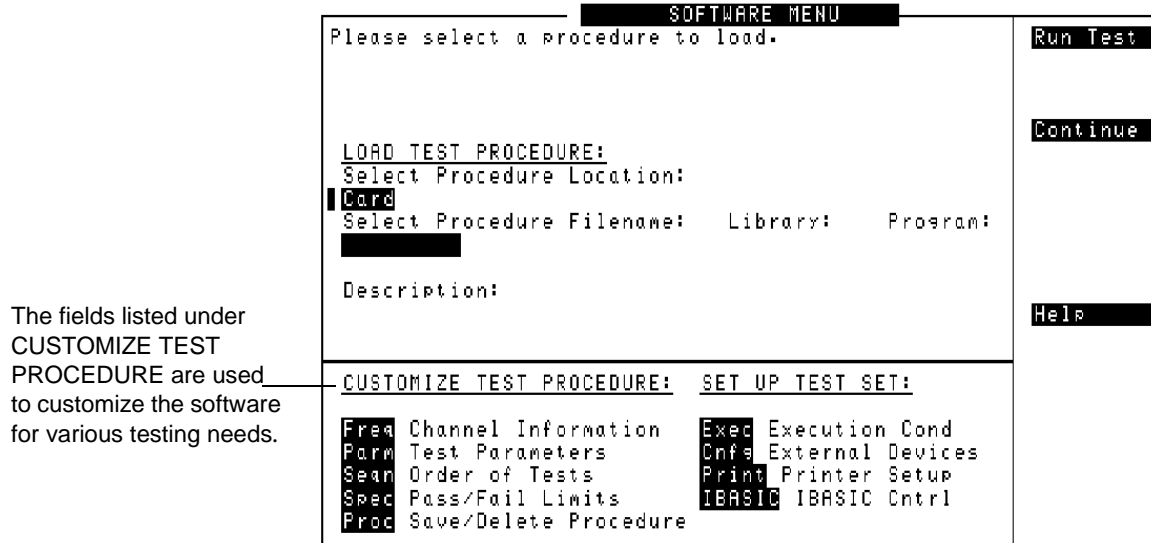 SOFTWARE MENU
Please select a procedure to load.
Run Test
Continue
LOAD TEST PROCEDURE:
Select Procedure Location:
Card
Select Procedure Filename: Library: Program:
Description:
Help
The fields listed under
CUSTOMIZE TEST
PROCEDURE are used
to customize the software
for various testing needs.
CUSTOMIZE TEST PROCEDURE: SET UP TEST SET:
Freq Channel Information Exec Execution Cond
Parm Test Parameters Cnfg External Devices
Seqn Order of Tests Print Printer Setup
Spec Pass/Fail Limits IBASIC IBASIC Cntrl
Proc Save/Delete Procedure